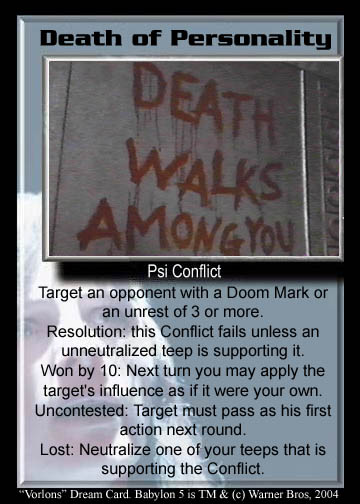 Death of Personality
DEATH
WALKS
AMONG YOU
Psi Conflict
Target an opponent with a Doom Mark or
an unrest of 3 or more.
Resolution: this Conflict fails unless an
unneutralized teep is supporting it.
Won by 10: Next turn you may apply the
target's influence as if it were your own.
Uncontested: Target must pass as his first
action next round.
Lost: Neutralize one of your teeps that is
supporting the Conflict.
"Vorlons" Dream Card. Babylon 5 is TM & (c) Warner Bros, 2004